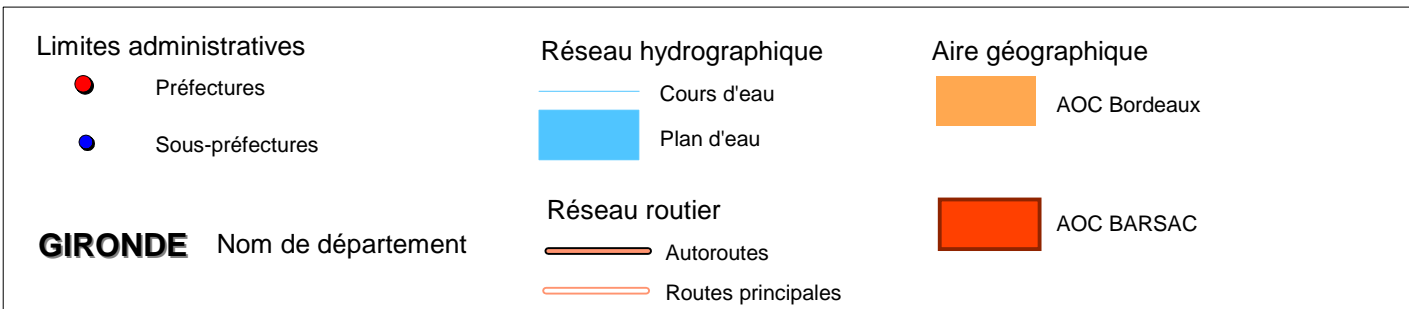 Limites administratives
Préfectures
Sous-préfectures
GIRONDE Nom de département
Réseau hydrographique
Cours d'eau
Plan d'eau
Réseau routier
Autoroutes
Routes principales
Aire géographique
AOC Bordeaux
AOC BARSAC